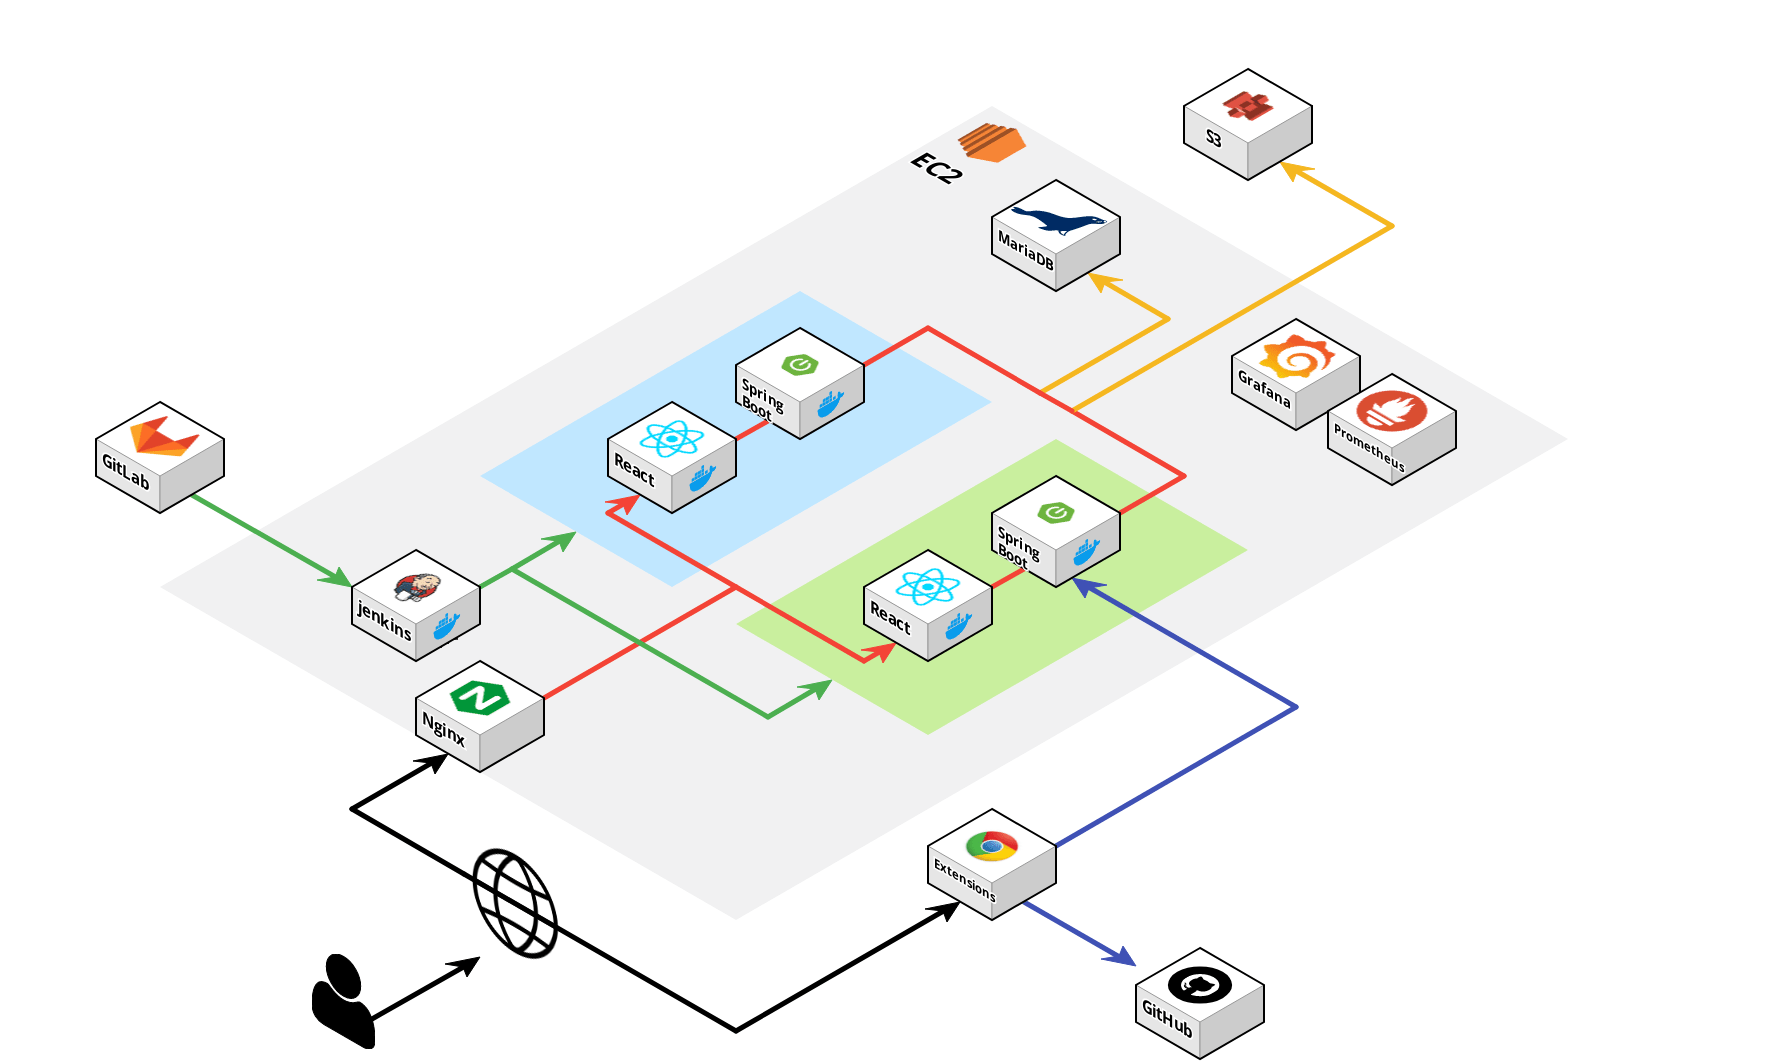 S3
EC2
MariaDB
Grafana
Prometheus
Spring
Boot
React
GitLab
Spring
Boot
React
jenkins
Nginx
Extensions
GitHub